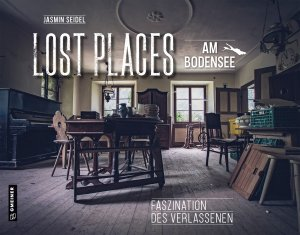 JASMIN SEIDEL
LOST PLACES
AM
BODENSEE
FASZINATION
DES VERLASSENEN
GMEINER